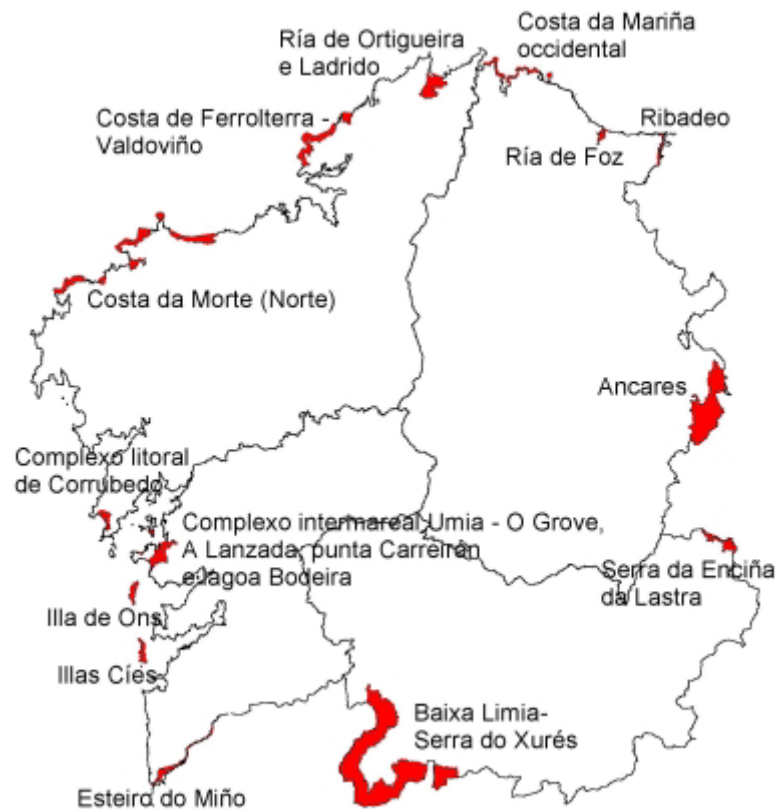 Ría de Ortigueira
e Ladrido
Costa da Mariña
occidental
Costa de Ferrolterra -
Valdoviño
Ribadeo
Ría de Foz
Costa da Morte (Norte)
Ancares
Complexo litoral
de Corrubedo
Complexo intermareal Umia - O Grove,
A Lanzada, punta Carreirón
e lagoa Bodeira
Serra da Enciña
da Lastra
Illa de Ons
Illas Cíes
Baixa Limia-
Serra do Xurés
Esteiro do Miño